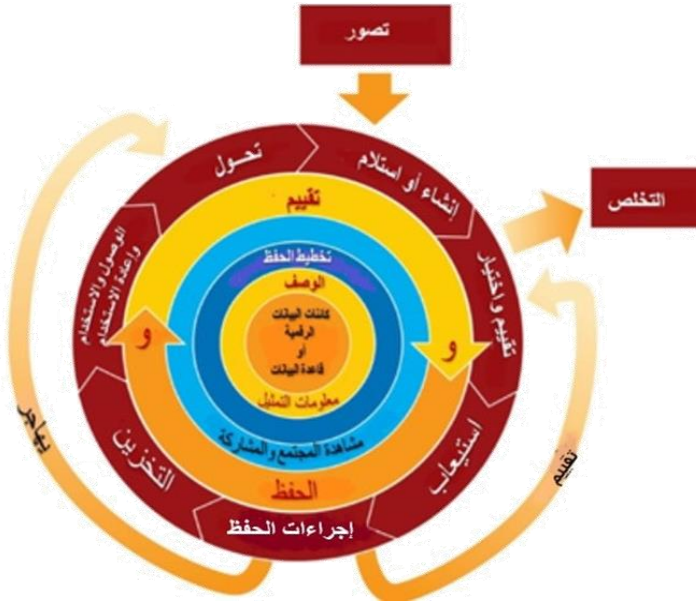 تصور
التخلص
إنشاء أو استلام
تقييم واختيار
استيعاب
إجراءات الحفظ
التخزين
الوصول والاستخدام
وإعادة الاستخدام
تحول
تقييم
و
الحفظ
و
تخطيط الحفظ
مشاهدة المجتمع والمشاركة
الوصف
معلومات التمثيل
كائنات البيانات
الرقمية
أو
قاعدة البيانات
يهاجر
تقييم